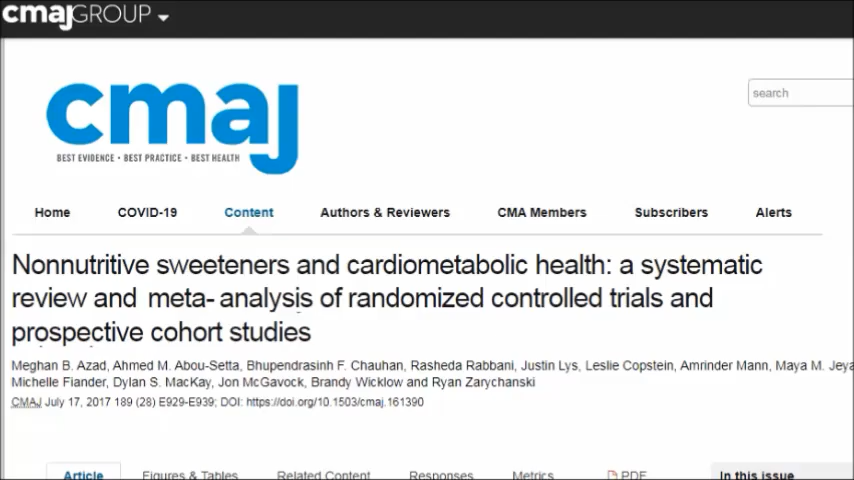 cmajGROUP
cmaj
search
BEST EVIDENCE • BEST PRACTICE • BEST HEALTH
Home COVID-19 Content Authors & Reviewers CMA Members Subscribers Alerts
Nonnutritive sweeteners and cardiometabolic health: a systematic
review and meta-analysis of randomized controlled trials and
prospective cohort studies
Meghan B. Azad, Ahmed M. Abou-Setta, Bhupendrasinh F. Chauhan, Rasheda Rabbani, Justin Lys, Leslie Copstein, Amrinder Mann, Maya M. Jeya
Michelle Fiander, Dylan S. MacKay, Jon McGavock, Brandy Wicklow and Ryan Zarychanski
CMAJ July 17, 2017 189 (28) E929-E939; DOI: https://doi.org/10.1503/cmaj.161390
Article Figures & Tables Related Content Responses Metrics PDF In this issue